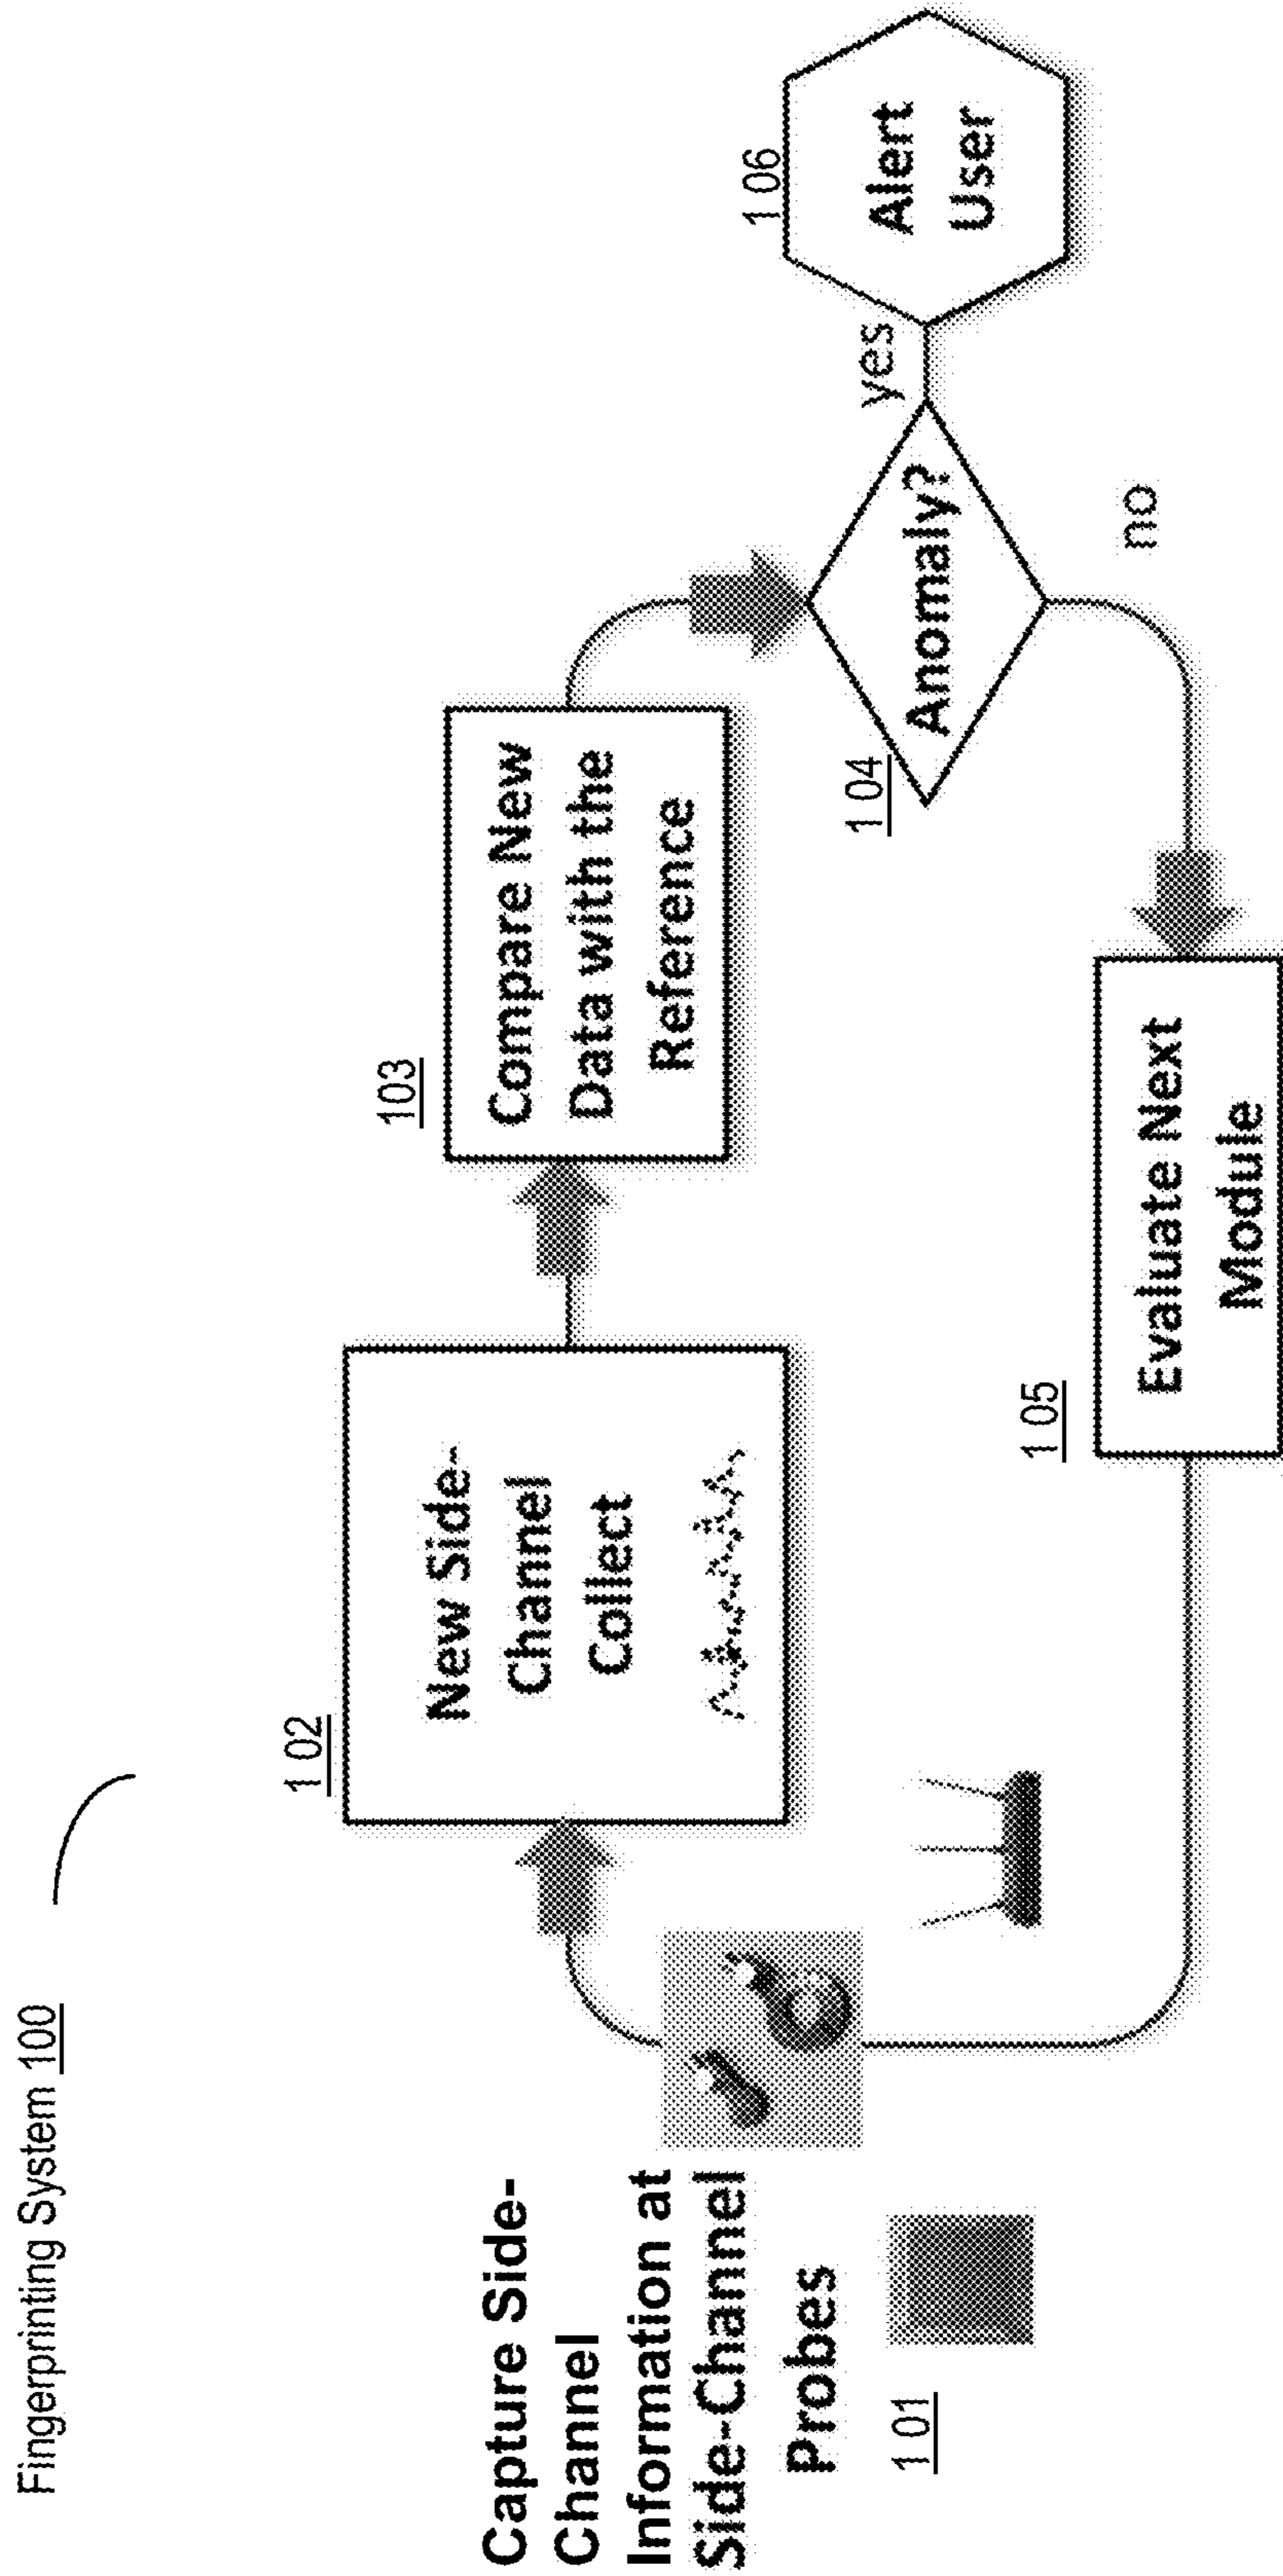 Fingerprinting System 100
Capture Side-
Channel
Information at
Side-Channel
Probes
101
102
New Side-
Channel
Collect
103
Compare New
Data with the
Reference
104
Anomaly?
yes
106
Alert
User
no
105
Evaluate Next
Module